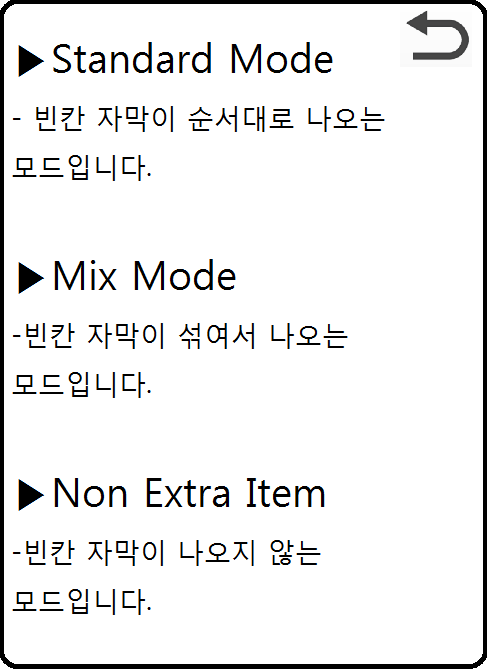 ▶Standard Mode
- 빈칸 자막이 순서대로 나오는
모드입니다.
▶Mix Mode
-빈칸 자막이 섞여서 나오는
모드입니다.
▶Non Extra Item
-빈칸 자막이 나오지 않는
모드입니다.